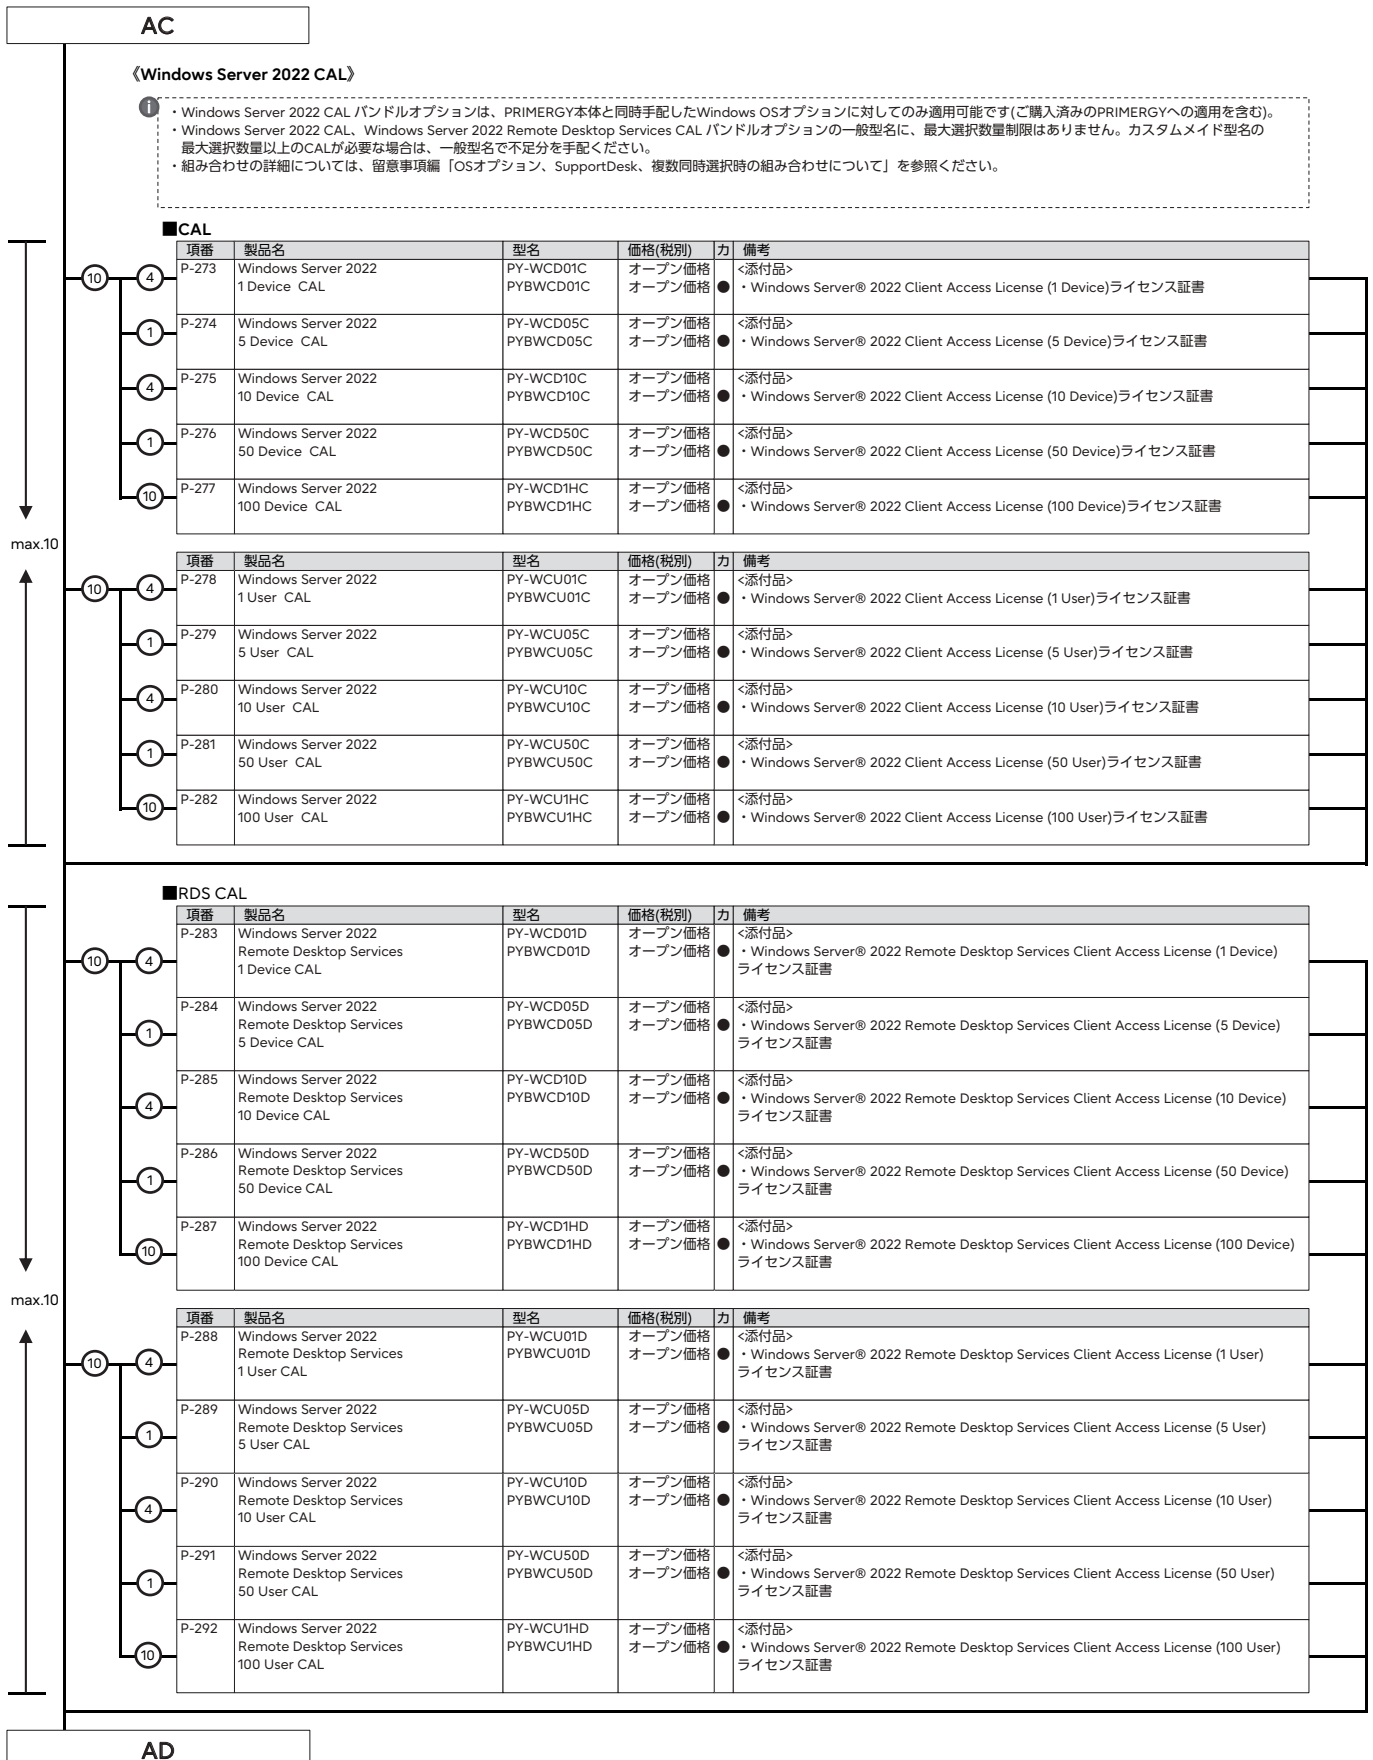 AC
《Windows Server 2022 CAL》
i
・Windows Server 2022 CAL バンドルオプションは、PRIMERGY本体と同時手配したWindows OSオプションに対してのみ適用可能です(ご購入済みのPRIMERGYへの適用を含む)。
・Windows Server 2022 CAL、Windows Server 2022 Remote Desktop Services CAL バンドルオプションの一般型名に、最大選択数量制限はありません。カスタムメイド型名の
最大選択数量以上のCALが必要な場合は、一般型名で不足分を手配ください。
・組み合わせの詳細については、留意事項編「OSオプション、SupportDesk、複数同時選択時の組み合わせについて」を参照ください。
■CAL
項番 製品名 型名 価格(税別) カ 備考
P-273 Windows Server 2022 PY-WCD01C オープン価格 <添付品>
10 4 1 Device CAL PYBWCD01C オープン価格 ● ・Windows Server® 2022 Client Access License (1 Device)ライセンス証書
P-274 Windows Server 2022 PY-WCD05C オープン価格 <添付品>
1 5 Device CAL PYBWCD05C オープン価格 ● ・Windows Server® 2022 Client Access License (5 Device)ライセンス証書
P-275 Windows Server 2022 PY-WCD10C オープン価格 <添付品>
4 10 Device CAL PYBWCD10C オープン価格 ● ・Windows Server® 2022 Client Access License (10 Device)ライセンス証書
P-276 Windows Server 2022 PY-WCD50C オープン価格 <添付品>
1 50 Device CAL PYBWCD50C オープン価格 ● ・Windows Server® 2022 Client Access License (50 Device)ライセンス証書
P-277 Windows Server 2022 PY-WCD1HC オープン価格 <添付品>
10 100 Device CAL PYBWCD1HC オープン価格 ● ・Windows Server® 2022 Client Access License (100 Device)ライセンス証書
max.10
項番 製品名 型名 価格(税別) カ 備考
P-278 Windows Server 2022 PY-WCU01C オープン価格 <添付品>
10 4 1 User CAL PYBWCU01C オープン価格 ● ・Windows Server® 2022 Client Access License (1 User)ライセンス証書
P-279 Windows Server 2022 PY-WCU05C オープン価格 <添付品>
1 5 User CAL PYBWCU05C オープン価格 ● ・Windows Server® 2022 Client Access License (5 User)ライセンス証書
P-280 Windows Server 2022 PY-WCU10C オープン価格 <添付品>
4 10 User CAL PYBWCU10C オープン価格 ● ・Windows Server® 2022 Client Access License (10 User)ライセンス証書
P-281 Windows Server 2022 PY-WCU50C オープン価格 <添付品>
1 50 User CAL PYBWCU50C オープン価格 ● ・Windows Server® 2022 Client Access License (50 User)ライセンス証書
P-282 Windows Server 2022 PY-WCU1HC オープン価格 <添付品>
10 100 User CAL PYBWCU1HC オープン価格 ● ・Windows Server® 2022 Client Access License (100 User)ライセンス証書
■RDS CAL
項番 製品名 型名 価格(税別) カ 備考
P-283 Windows Server 2022 PY-WCD01D オープン価格 <添付品>
10 4 Remote Desktop Services PYBWCD01D オープン価格 ● ・Windows Server® 2022 Remote Desktop Services Client Access License (1 Device)
1 Device CAL ライセンス証書
P-284 Windows Server 2022 PY-WCD05D オープン価格 <添付品>
1 Remote Desktop Services PYBWCD05D オープン価格 ● ・Windows Server® 2022 Remote Desktop Services Client Access License (5 Device)
5 Device CAL ライセンス証書
P-285 Windows Server 2022 PY-WCD10D オープン価格 <添付品>
4 Remote Desktop Services PYBWCD10D オープン価格 ● ・Windows Server® 2022 Remote Desktop Services Client Access License (10 Device)
10 Device CAL ライセンス証書
P-286 Windows Server 2022 PY-WCD50D オープン価格 <添付品>
1 Remote Desktop Services PYBWCD50D オープン価格 ● ・Windows Server® 2022 Remote Desktop Services Client Access License (50 Device)
50 Device CAL ライセンス証書
P-287 Windows Server 2022 PY-WCD1HD オープン価格 <添付品>
10 Remote Desktop Services PYBWCD1HD オープン価格 ● ・Windows Server® 2022 Remote Desktop Services Client Access License (100 Device)
100 Device CAL ライセンス証書
max.10
項番 製品名 型名 価格(税別) カ 備考
P-288 Windows Server 2022 PY-WCU01D オープン価格 <添付品>
10 4 Remote Desktop Services PYBWCU01D オープン価格 ● ・Windows Server® 2022 Remote Desktop Services Client Access License (1 User)
1 User CAL ライセンス証書
P-289 Windows Server 2022 PY-WCU05D オープン価格 <添付品>
1 Remote Desktop Services PYBWCU05D オープン価格 ● ・Windows Server® 2022 Remote Desktop Services Client Access License (5 User)
5 User CAL ライセンス証書
P-290 Windows Server 2022 PY-WCU10D オープン価格 <添付品>
4 Remote Desktop Services PYBWCU10D オープン価格 ● ・Windows Server® 2022 Remote Desktop Services Client Access License (10 User)
10 User CAL ライセンス証書
P-291 Windows Server 2022 PY-WCU50D オープン価格 <添付品>
1 Remote Desktop Services PYBWCU50D オープン価格 ● ・Windows Server® 2022 Remote Desktop Services Client Access License (50 User)
50 User CAL ライセンス証書
P-292 Windows Server 2022 PY-WCU1HD オープン価格 <添付品>
10 Remote Desktop Services PYBWCU1HD オープン価格 ● ・Windows Server® 2022 Remote Desktop Services Client Access License (100 User)
100 User CAL ライセンス証書
AD